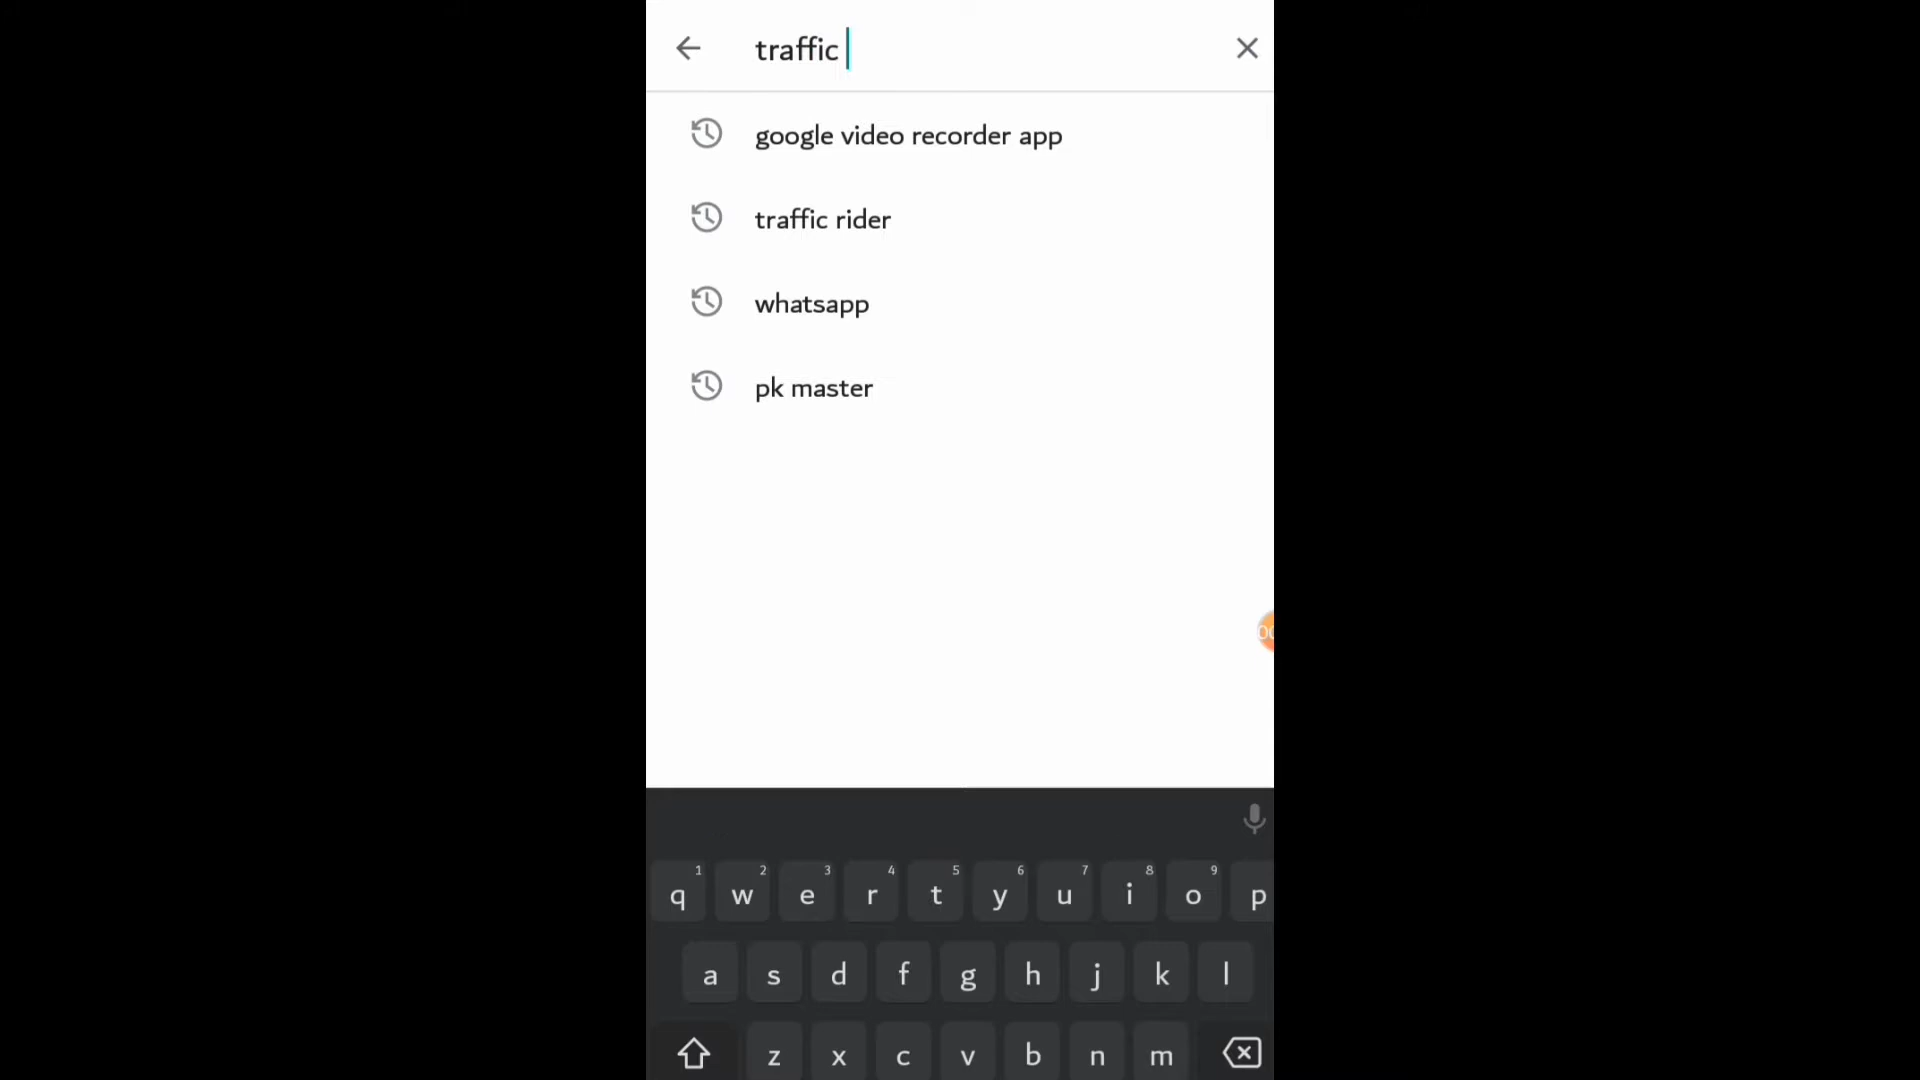 traffic
google video recorder app
traffic rider
whatsapp
pk master
00
1 2 3 4 5 6 7 8 9
q w e r t y u i o p
a s d f g h j k l
z x c v b n m